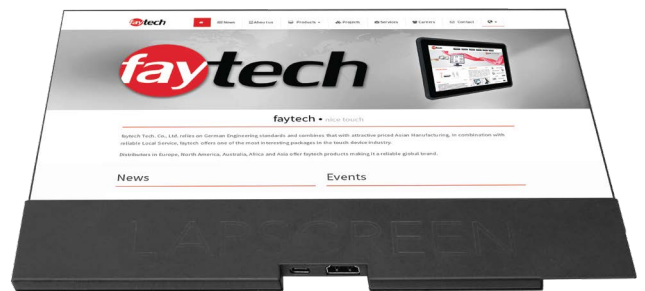 faytech
News
About us
Products
Projects
Services
Careers
Contact
faytech
faytech • nice touch
faytech Tech. Co., Ltd. relies on German Engineering standards and combines that with attractive priced Asian Manufacturing. In combination with
reliable Local Service, faytech offers one of the most interesting packages in the touch device industry.
Distributors in Europe, North America, Australia, Africa and Asia offer faytech products making it a reliable global brand.
News
Events
LAPSCREEN